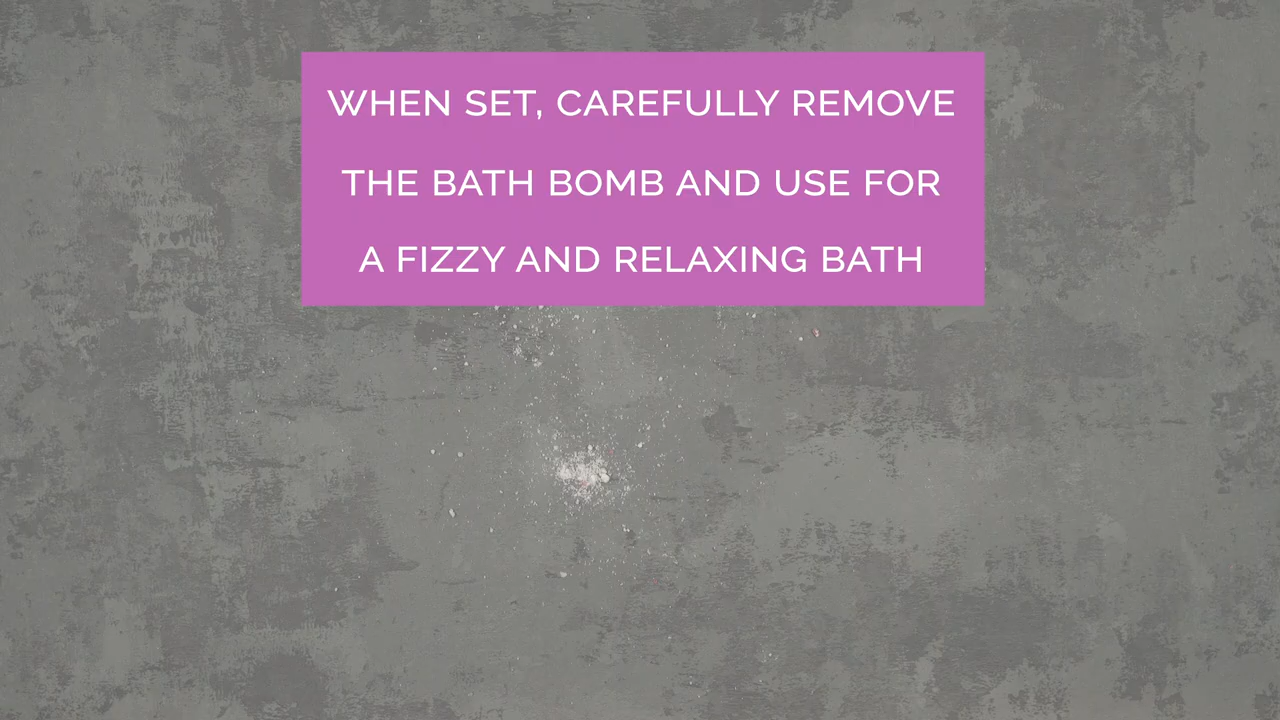 WHEN SET, CAREFULLY REMOVE
THE BATH BOMB AND USE FOR
A FIZZY AND RELAXING BATH